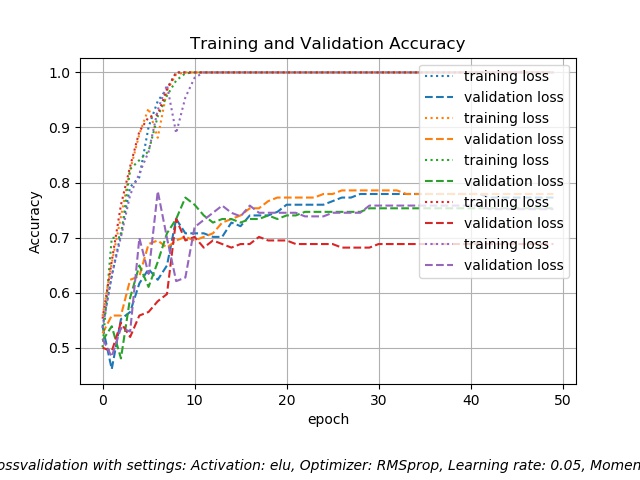 Training and Validation Accuracy
1.0
0.9
0.8
0.7
0.6
0.5
Accuracy
training loss
validation loss
training loss
validation loss
training loss
validation loss
training loss
validation loss
training loss
validation loss
0 10 20 30 40 50
epoch
ossvalidation with settings: Activation: elu, Optimizer: RMSprop, Learning rate: 0.05, Momen